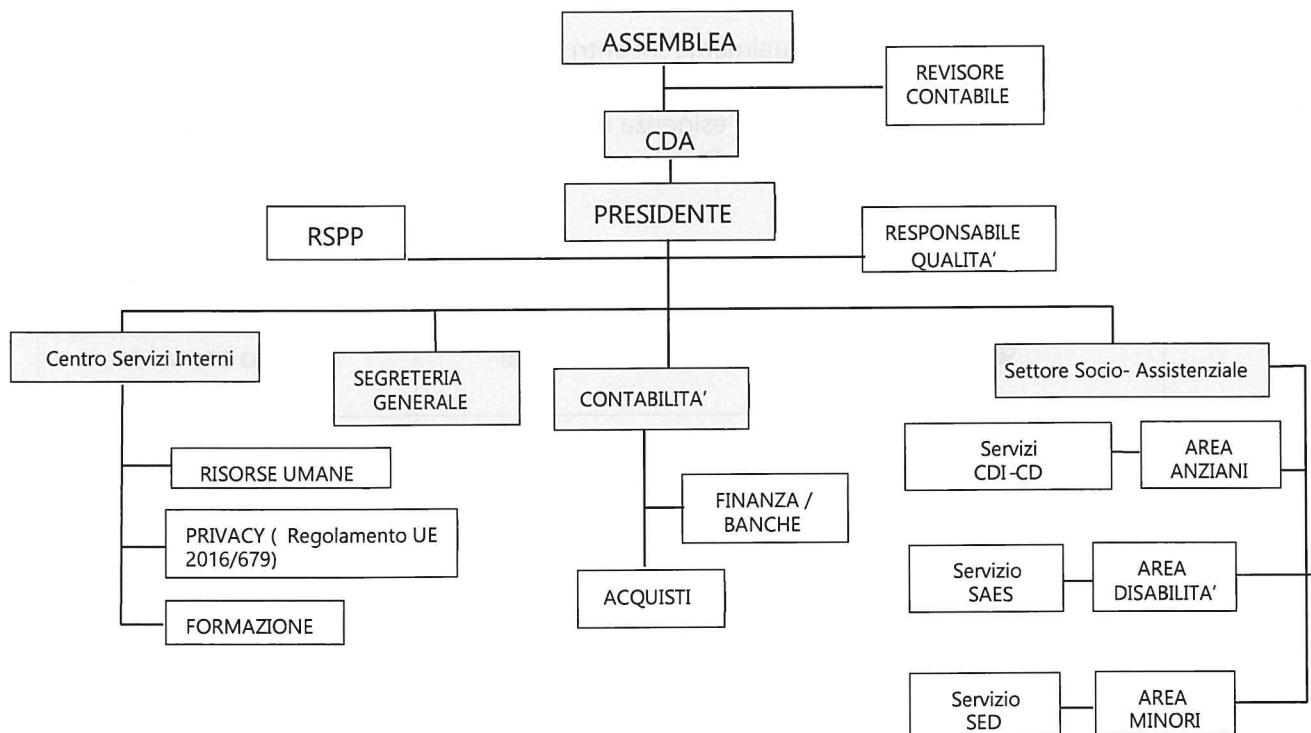 ASSEMBLEA
REVISORE
CONTABILE
CDA
PRESIDENTE
RSPP
RESPONSABILE
QUALITA’
Centro Servizi Interni
SEGRETERIA
GENERALE
CONTABILITA’
Settore Socio- Assistenziale
RISORSE UMANE
PRIVACY ( Regolamento UE
2016/679)
FORMAZIONE
FINANZA /
BANCHE
ACQUISTI
Servizi
CDI -CD
AREA
ANZIANI
Servizio
SAES
AREA
DISABILITA’
Servizio
SED
AREA
MINORI